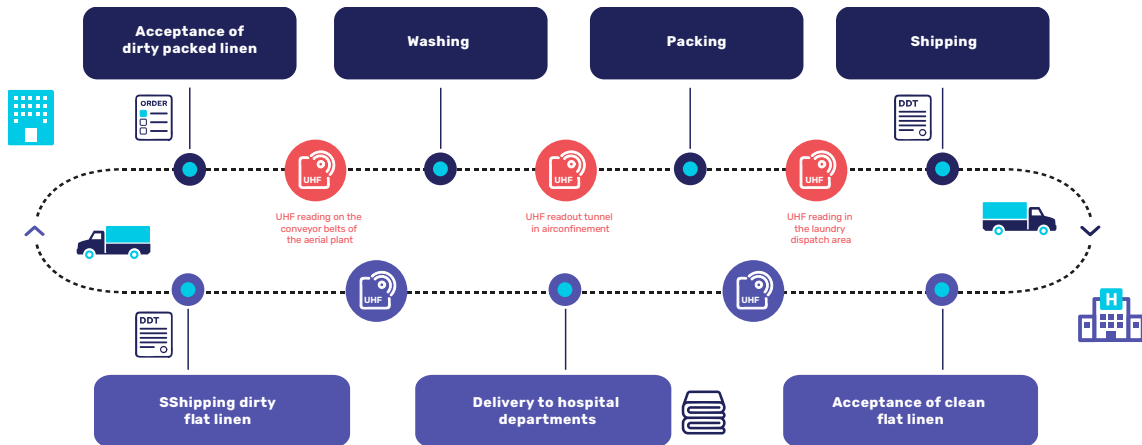 Acceptance of
dirty packed linen
Washing
Packing
Shipping
ORDER
DDT
UHF
UHF
UHF
UHF reading on the
conveyor belts of
the aerial plant
UHF readout tunnel
in airconfinement
UHF reading in
the laundry
dispatch area
UHF
UHF
H
DDT
SShipping dirty
flat linen
Delivery to hospital
departments
Acceptance of clean
flat linen